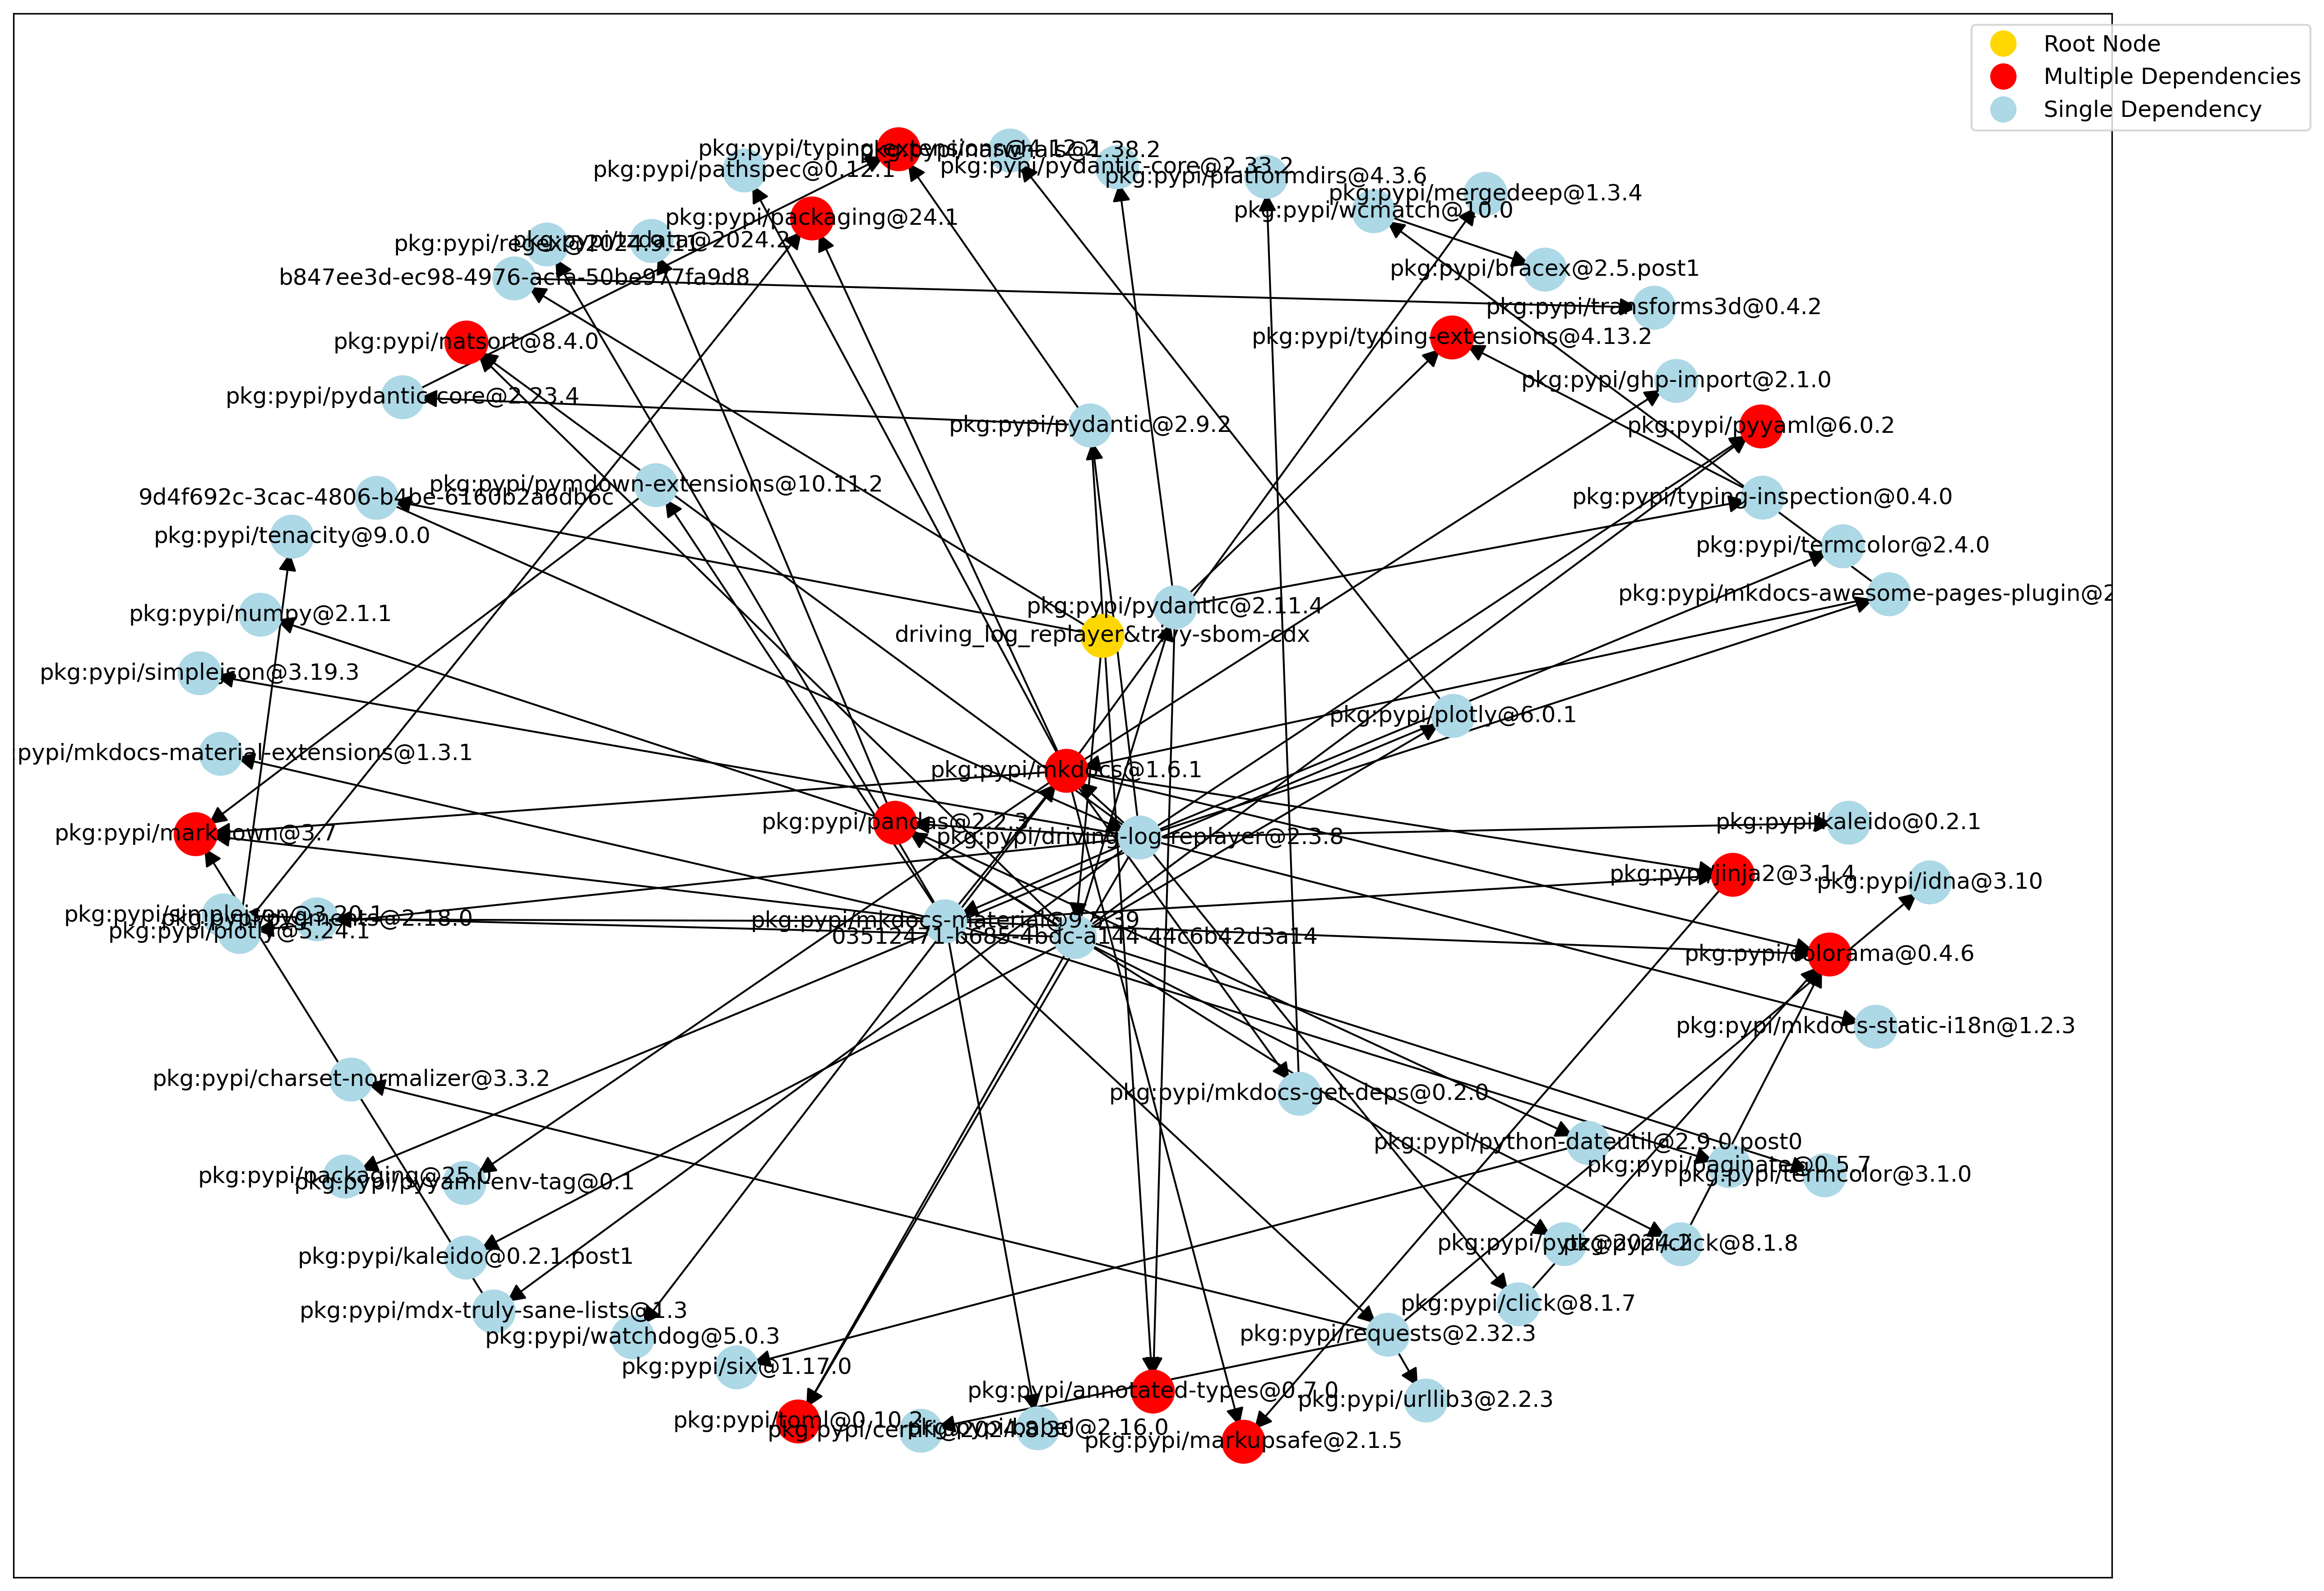 Root Node
Multiple Dependencies
Single Dependency
pkg:pypi/typing-extensions@4.12.2
pkg:pypi/narwhals@1.38.2
pkg:pypi/pathspec@0.12.1
pkg:pypi/pydantic-core@2.33.2
pkg:pypi/platformdirs@4.3.6
pkg:pypi/mergedeep@1.3.4
pkg:pypi/packaging@24.1
pkg:pypi/wcmatch@10.0
pkg:pypi/regex@2024.9.11
pkg:pypi/tzdata@2024.2
b847ee3d-ec98-4976-acfa-50be977fa9d8
pkg:pypi/bracex@2.5.post1
pkg:pypi/transforms3d@0.4.2
pkg:pypi/natsort@8.4.0
pkg:pypi/typing-extensions@4.13.2
pkg:pypi/ghp-import@2.1.0
pkg:pypi/pydantic-core@2.23.4
pkg:pypi/pydantic@2.9.2
pkg:pypi/pyyaml@6.0.2
pkg:pypi/pymdown-extensions@10.11.2
9d4f692c-3cac-4806-b4be-6160b2a6db6c
pkg:pypi/typing-inspection@0.4.0
pkg:pypi/tenacity@9.0.0
pkg:pypi/termcolor@2.4.0
pkg:pypi/mkdocs-awesome-pages-plugin@2
pkg:pypi/numpy@2.1.1
pkg:pypi/pydantic@2.11.4
driving_log_replayer&trivy-sbom-cdx
pkg:pypi/simplejson@3.19.3
pkg:pypi/plotly@6.0.1
pypi/mkdocs-material-extensions@1.3.1
pkg:pypi/mkdocs@1.6.1
pkg:pypi/markdown@3.7
pkg:pypi/pandas@2.2.3
pkg:pypi/driving-log-replayer@2.3.8
pkg:pypi/kaleido@0.2.1
pkg:pypi/jinja2@3.1.4
pkg:pypi/idna@3.10
pkg:pypi/simplejson@3.20.1
pkg:pypi/pygments@2.18.0
pkg:pypi/plotly@5.24.1
pkg:pypi/mkdocs-material@9.5.39
03512471-b685-4bdc-a144-44c6b42d3a14
pkg:pypi/colorama@0.4.6
pkg:pypi/mkdocs-static-i18n@1.2.3
pkg:pypi/charset-normalizer@3.3.2
pkg:pypi/mkdocs-get-deps@0.2.0
pkg:pypi/python-dateutil@2.9.0.post0
pkg:pypi/paginate@0.5.7
pkg:pypi/termcolor@3.1.0
pkg:pypi/packaging@25.0
pkg:pypi/pyyaml-env-tag@0.1
pkg:pypi/pytz@2024.2
pkg:pypi/click@8.1.8
pkg:pypi/kaleido@0.2.1.post1
pkg:pypi/mdx-truly-sane-lists@1.3
pkg:pypi/click@8.1.7
pkg:pypi/watchdog@5.0.3
pkg:pypi/requests@2.32.3
pkg:pypi/six@1.17.0
pkg:pypi/annotated-types@0.7.0
pkg:pypi/urllib3@2.2.3
pkg:pypi/toml@0.10.2
pkg:pypi/certifi@2024.8.30
pkg:pypi/babel@2.16.0
pkg:pypi/markupsafe@2.1.5